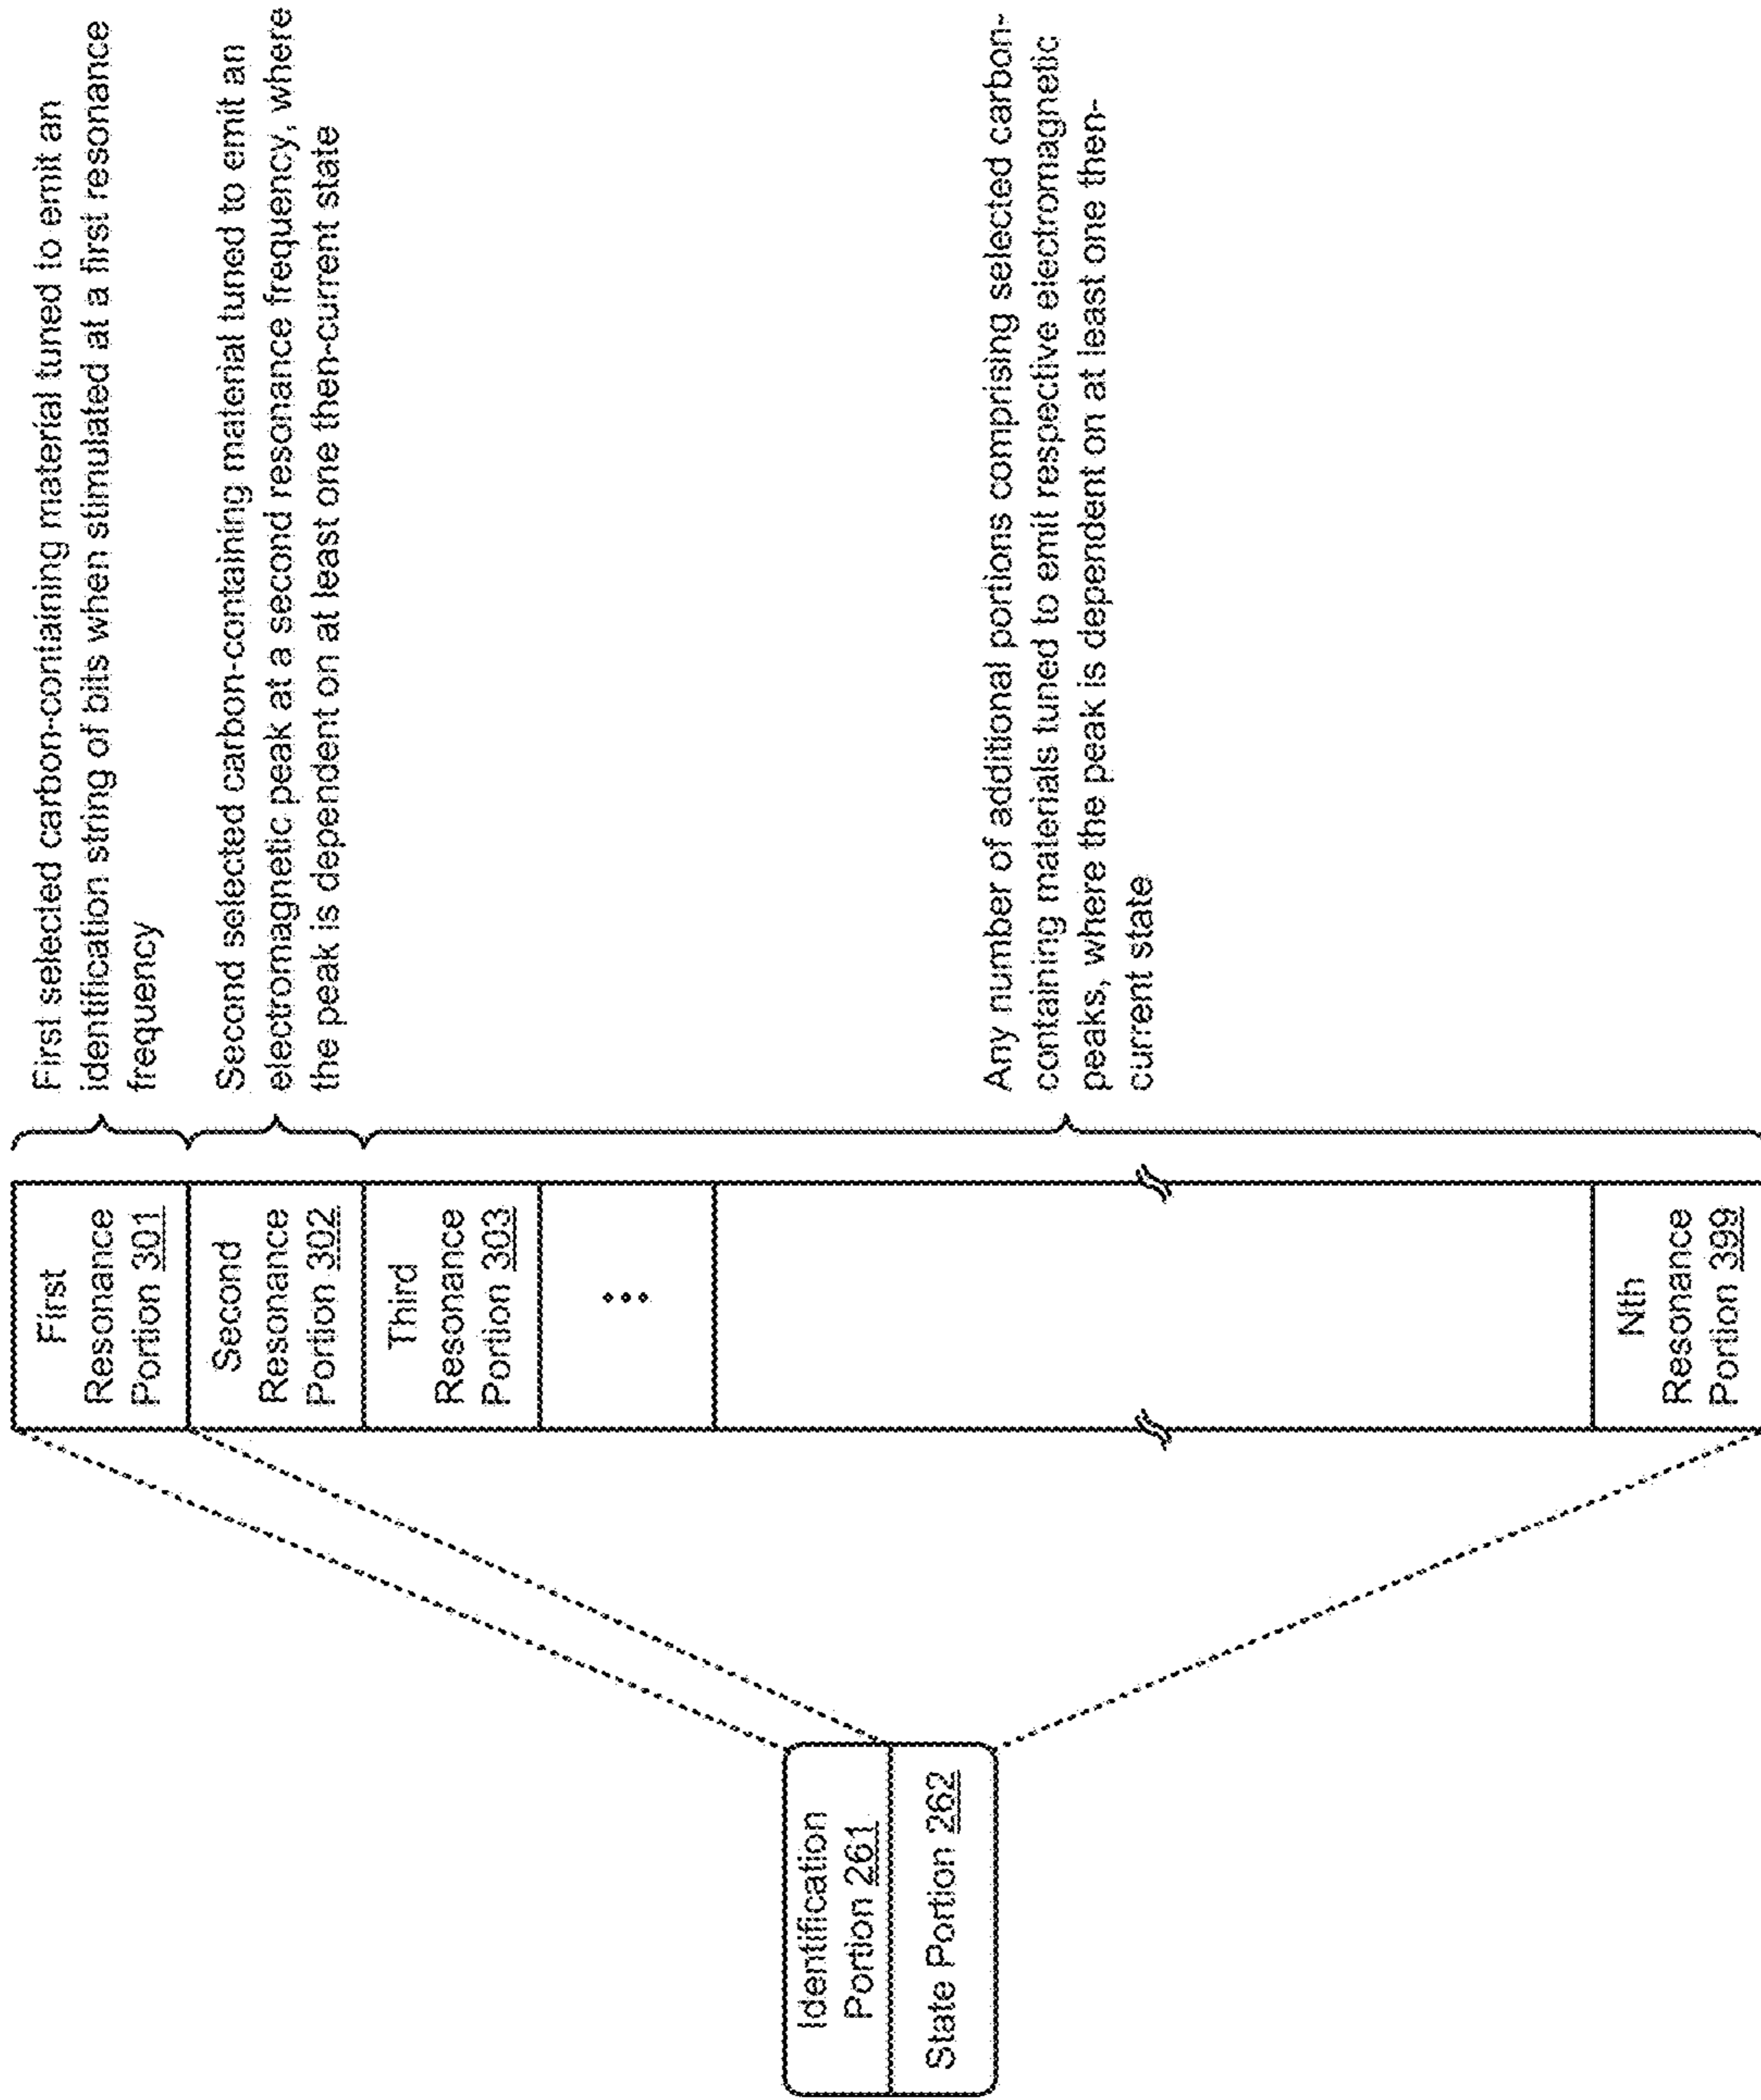 Identification
Portion 261
State Portion 262
First
Resonance
Portion 301
Second
Resonance
Portion 302
Third
Resonance
Portion 303
Nth
Resonance
Portion 399
First selected carbon-containing material tuned to emit an
identification string of bits when stimulated at a first resonance
frequency
Second selected carbon-containing material tuned to emit an
electromagnetic peak at a second resonance frequency, where
the peak is dependent on at least one then-current state
Any number of additional portions comprising selected carbon-
containing materials tuned to emit respective electromagnetic
peaks, where the peak is dependent on at least one then-
current state